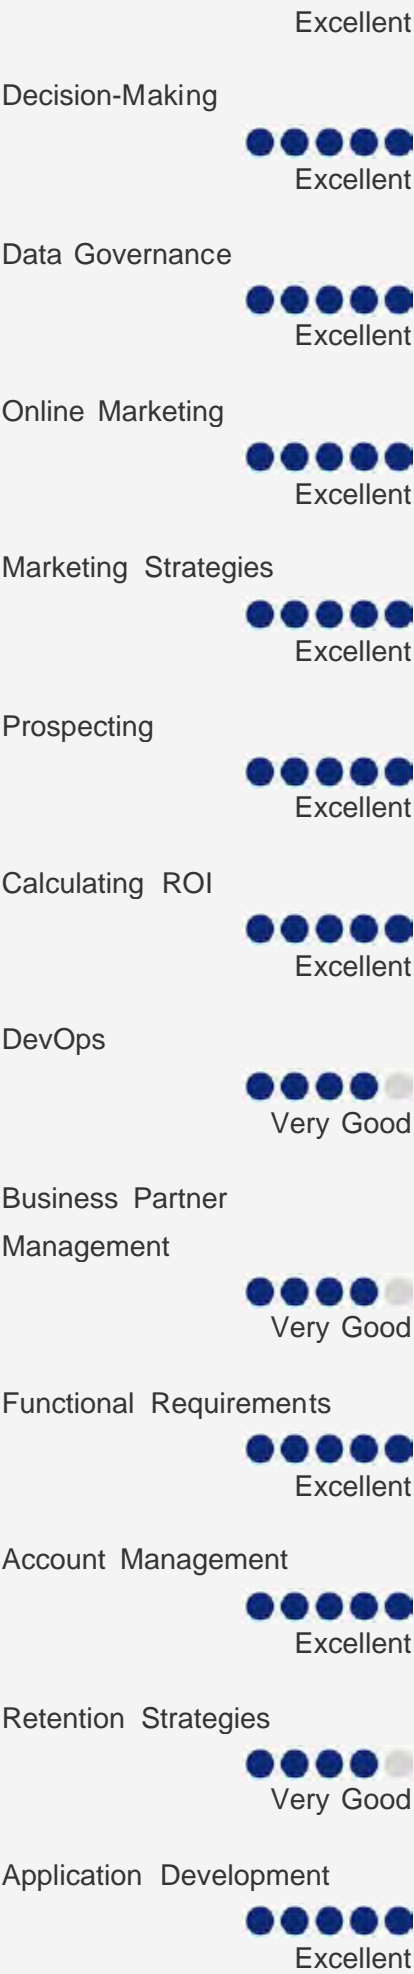 Excellent
Decision-Making
Excellent
Data Governance
Excellent
Online Marketing
Excellent
Marketing Strategies
Excellent
Prospecting
Excellent
Calculating ROI
Excellent
DevOps
Very Good
Business Partner
Management
Very Good
Functional Requirements
Excellent
Account Management
Excellent
Retention Strategies
Very Good
Application Development
Excellent